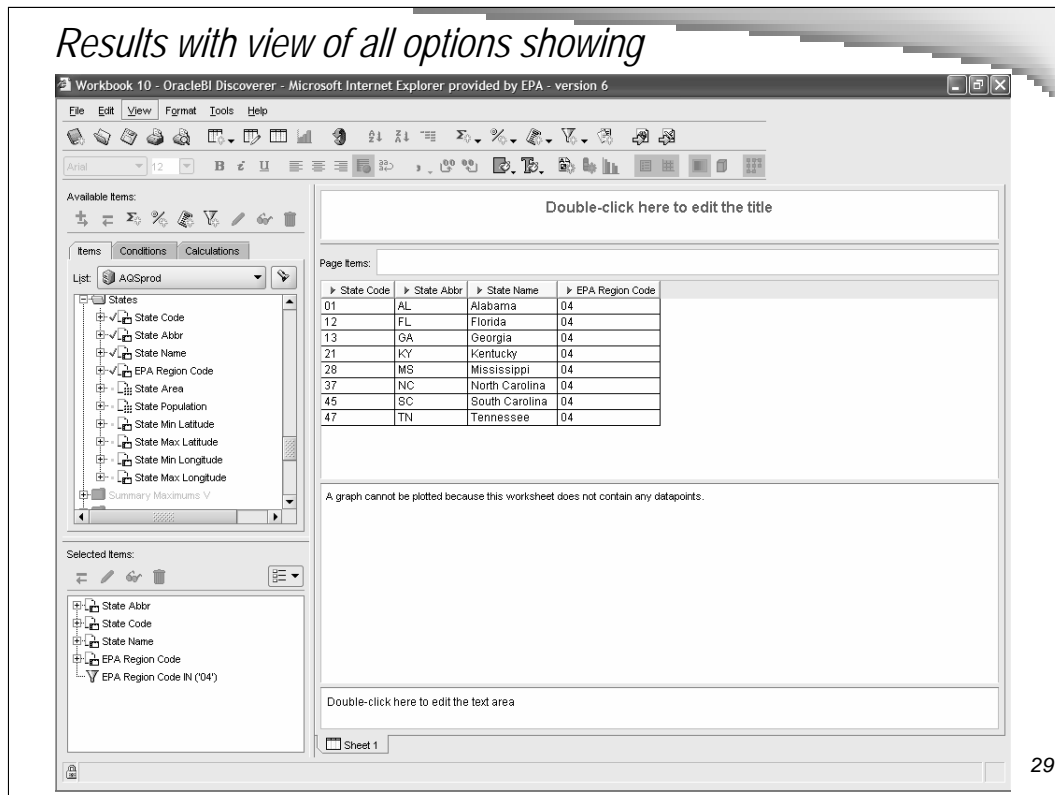 Results with view of all options showing
Workbook 10 - OracleBI Discoverer - Microsoft Internet Explorer provided by EPA - version 6
File Edit View Format Tools Help
Arial 12 B i U
Available Items:
Items Conditions Calculations
List: AQSprod
States
State Code
State Abbr
State Name
EPA Region Code
State Area
State Population
State Min Latitude
State Max Latitude
State Min Longitude
State Max Longitude
Summary Maximums V
Selected Items:
State Abbr
State Code
State Name
EPA Region Code
EPA Region Code IN ('04')
Double-click here to edit the title
Page Items:
State Code State Abbr State Name EPA Region Code
01 AL Alabama 04
12 FL Florida 04
13 GA Georgia 04
21 KY Kentucky 04
28 MS Mississippi 04
37 NC North Carolina 04
45 SC South Carolina 04
47 TN Tennessee 04
A graph cannot be plotted because this worksheet does not contain any datapoints.
Double-click here to edit the text area
Sheet 1
29